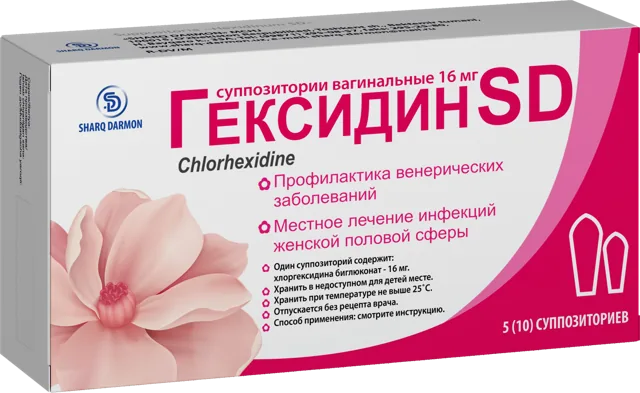 суппозитории вагинальные 16 мг
ГЕКСИДИН SD
SD
SHARQ DARMON
Chlorhexidine
Профилактика венерических
заболеваний
Местное лечение инфекций
женской половой сферы
• Один суппозиторий содержит:
хлоргексидина биглюконат - 16 мг.
• Хранить в недоступном для детей месте.
• Хранить при температуре не выше 25˚С.
• Отпускается без рецепта врача.
• Способ применения: смотрите инструкцию.
5 (10) СУППОЗИТОРИЕВ